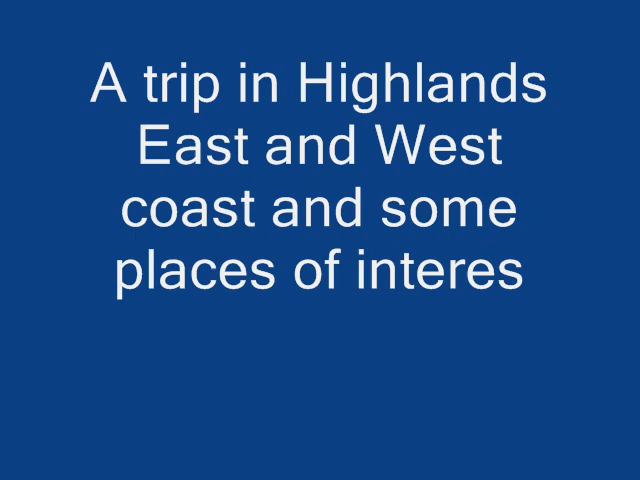 A trip in Highlands
East and West
coast and some
places of interes